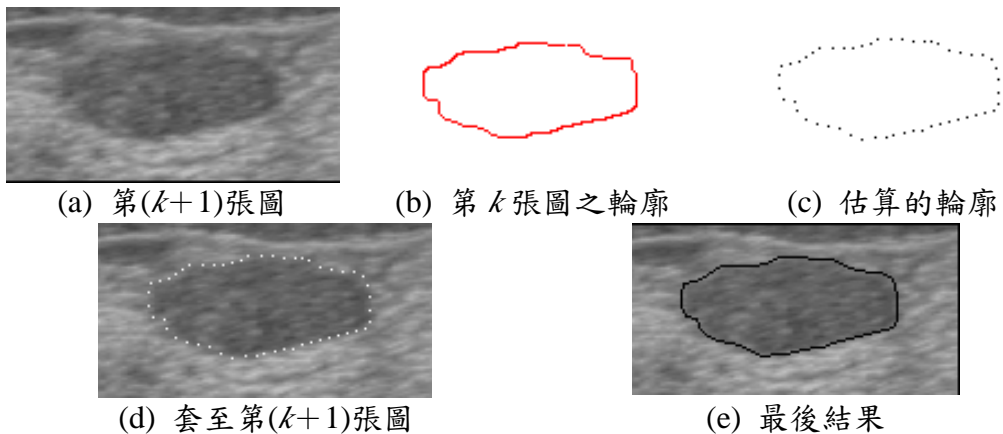 (a) 第(k+1)張圖
(b) 第 k 張圖之輪廓
(c) 估算的輪廓
(d) 套至第(k+1)張圖
(e) 最後結果